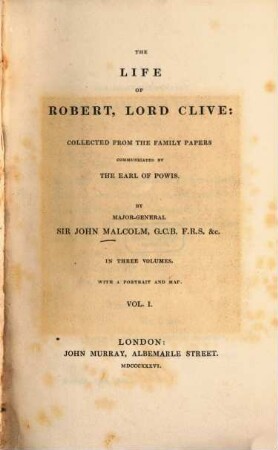 THE
LIFE
OF
ROBERT, LORD CLIVE:
COLLECTED FROM THE FAMILY PAPERS
COMMUNICATED BY
THE EARL OF POWIS.
BY
MAJOR-GENERAL
SIR JOHN MALCOLM, G.C.B. F.R.S. &c.
IN THREE VOLUMES.
WITH A PORTRAIT AND MAP.
VOL. I.
LONDON:
JOHN MURRAY, ALBEMARLE STREET.
MDCCCXXXVI.